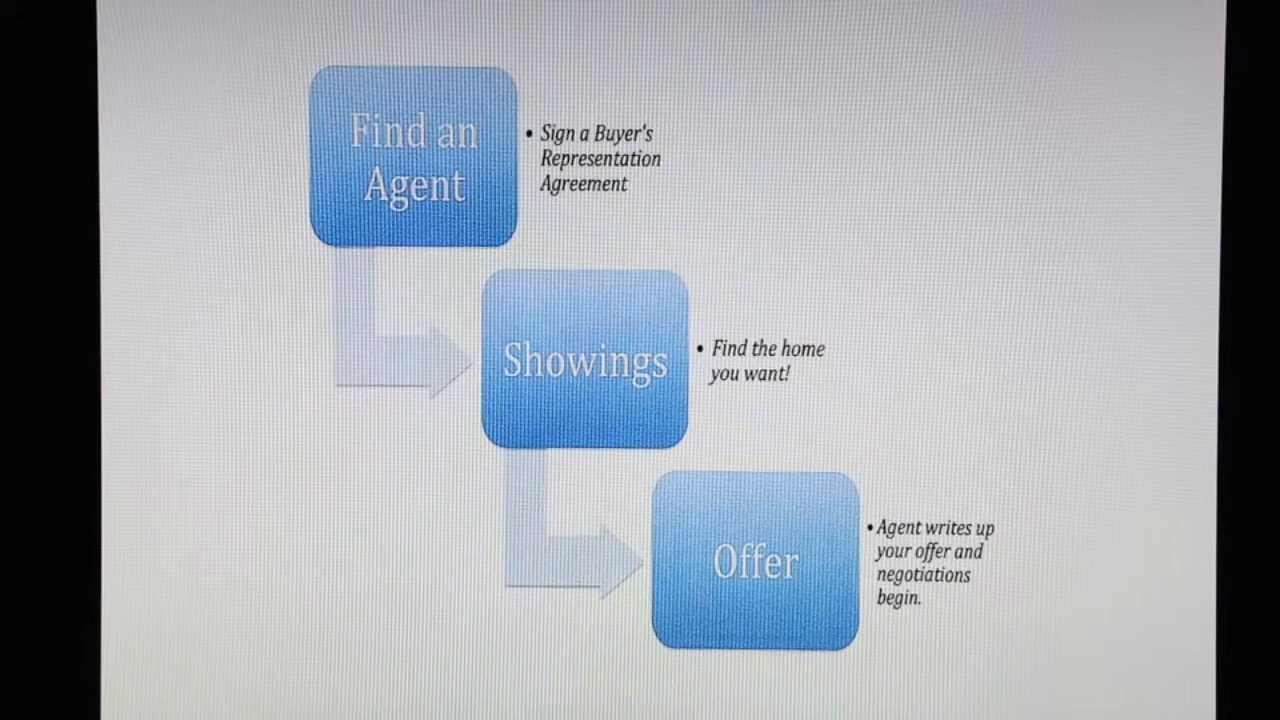 Find an
Agent
• Sign a Buyer's
Representation
Agreement
Showings
• Find the home
you want!
Offer
• Agent writes up
your offer and
negotiations
begin.